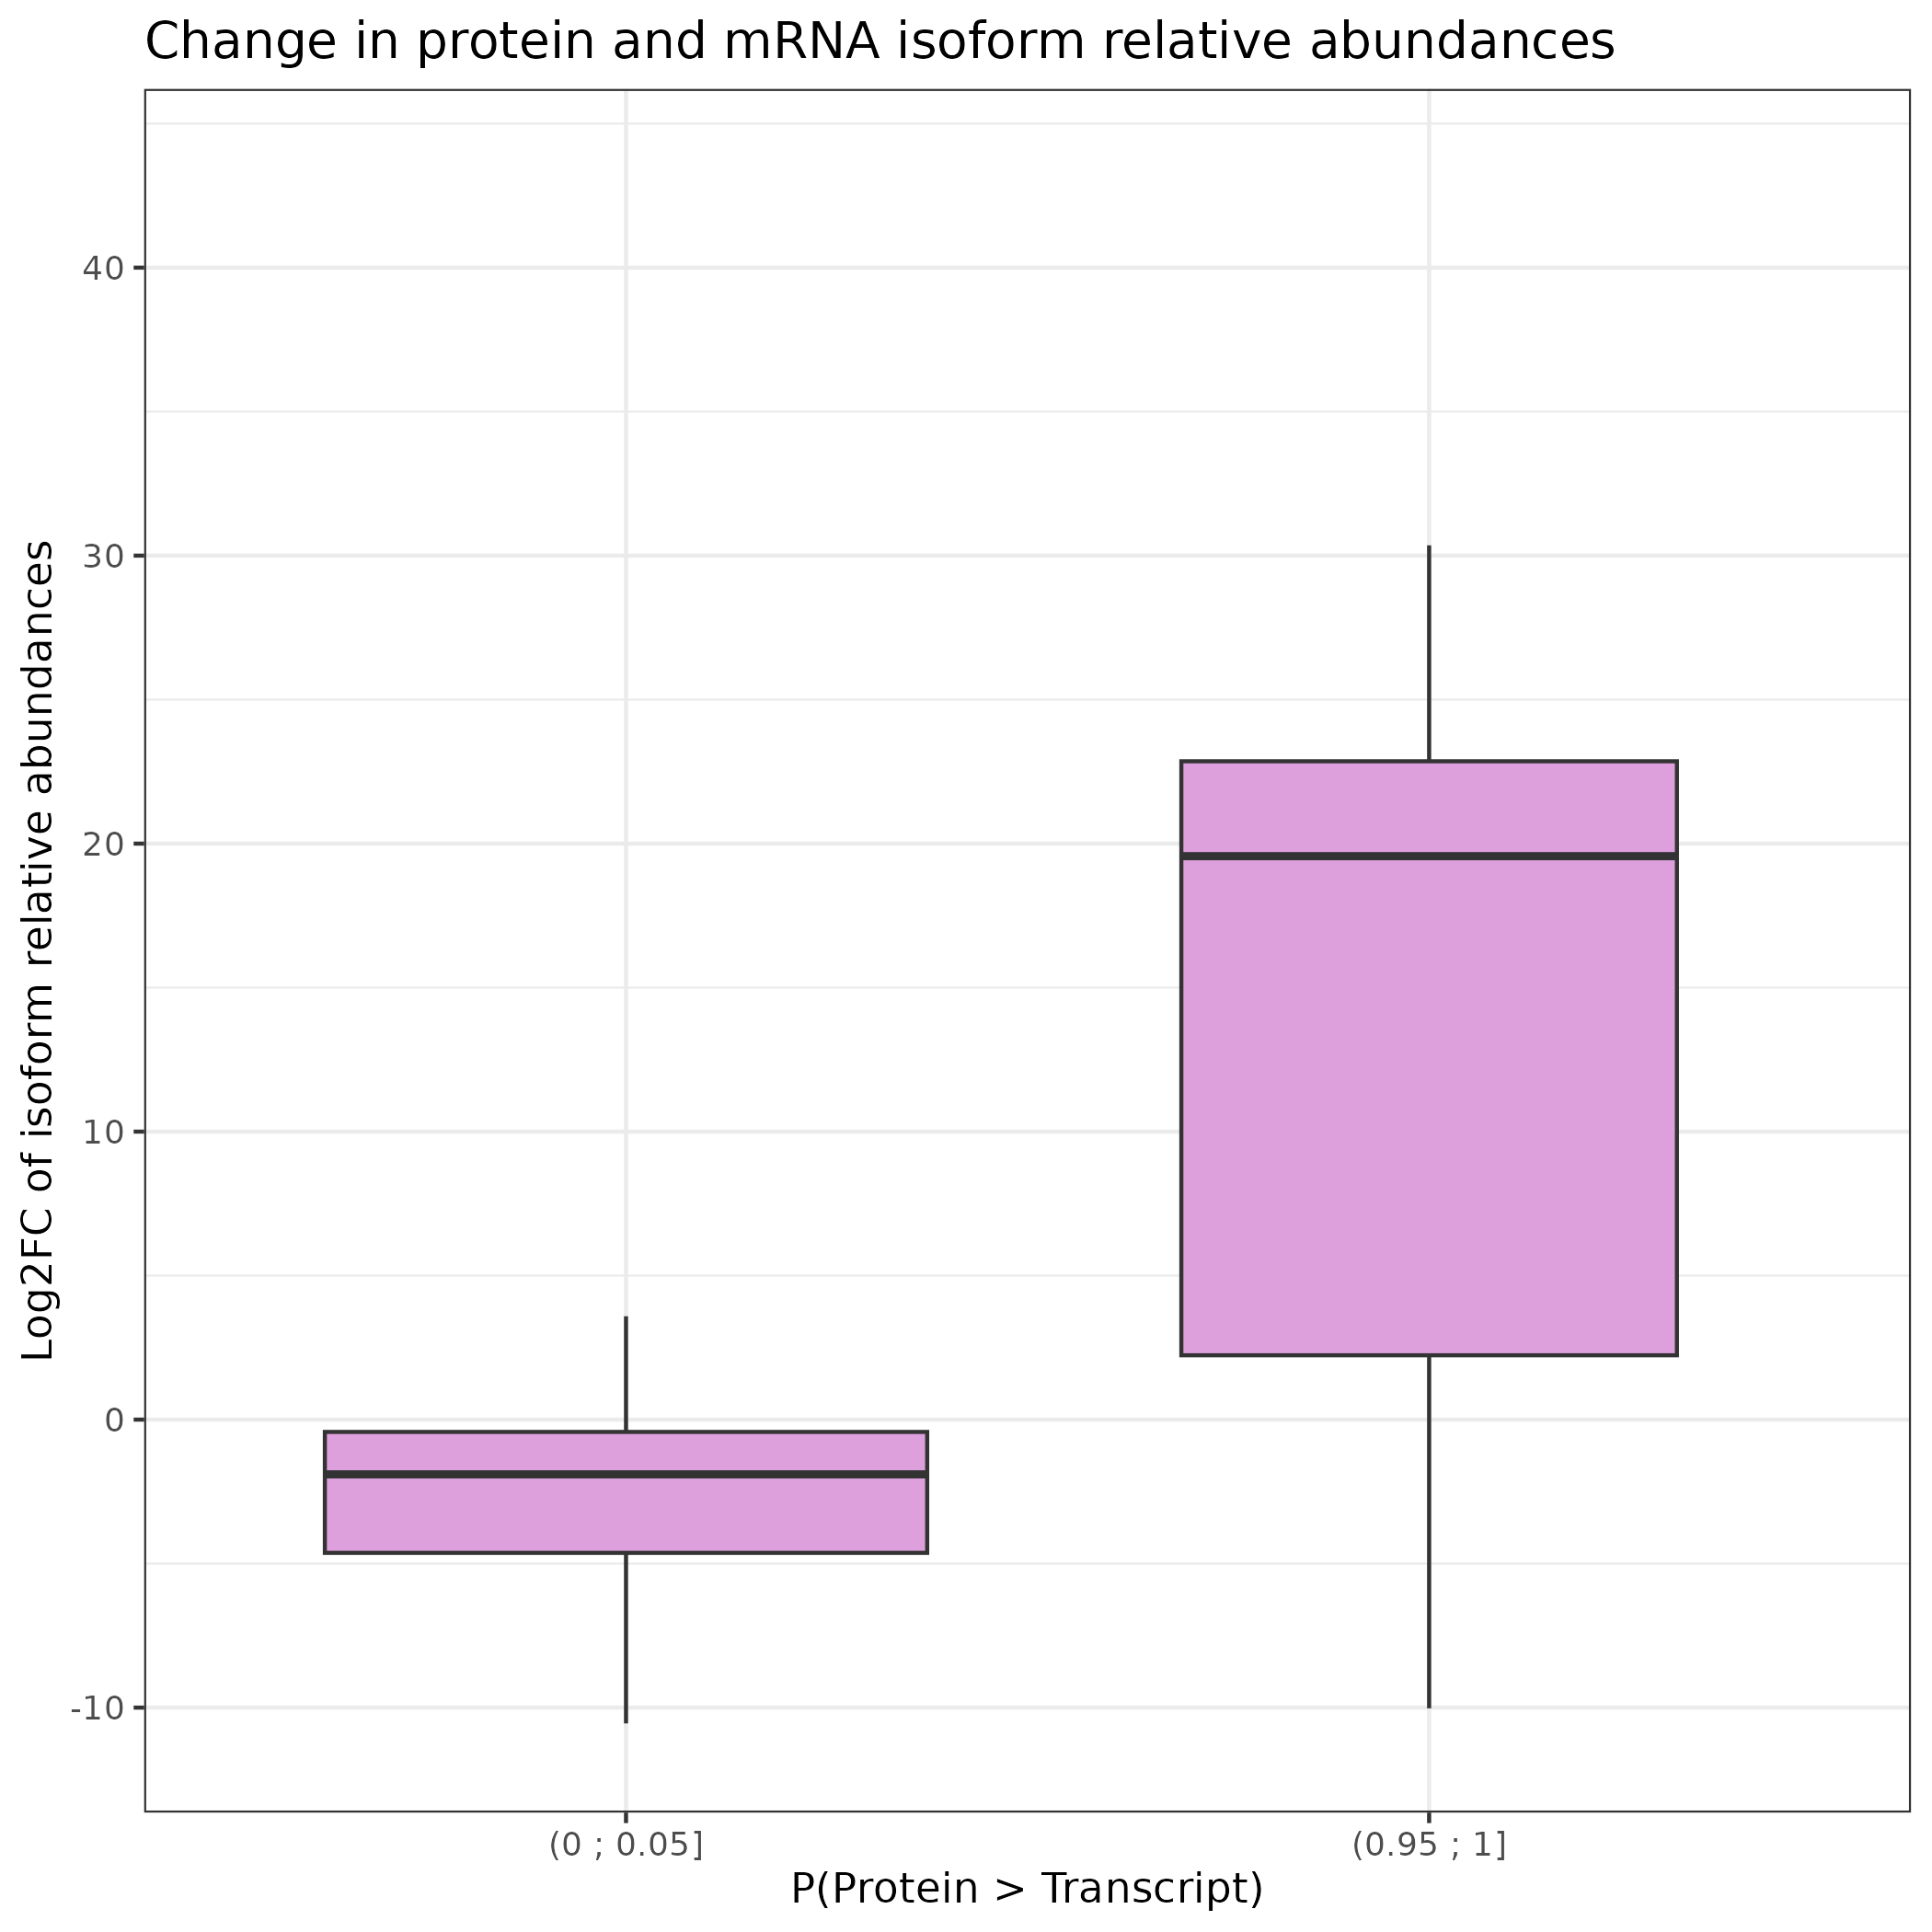 Change in protein and mRNA isoform relative abundances
Log2FC of isoform relative abundances
40
30
20
10
0
-10
(0 ; 0.05]
(0.95 ; 1]
P(Protein > Transcript)